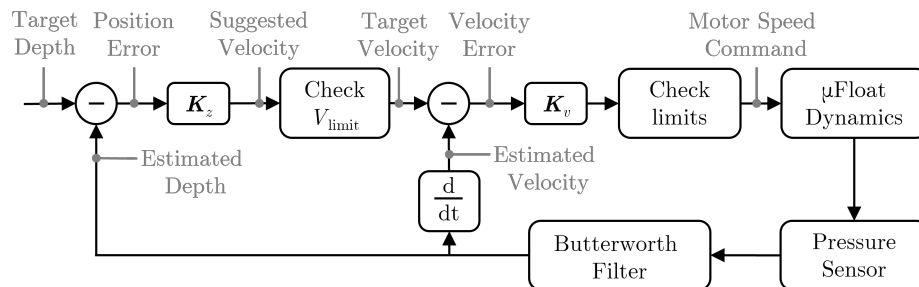 Target
Depth
Position
Error
Suggested
Velocity
Target
Velocity
Velocity
Error
Motor Speed
Command
−
K_z
Check
V_limit
−
K_v
Check
limits
µFloat
Dynamics
Estimated
Depth
Estimated
Velocity
d
dt
Butterworth
Filter
Pressure
Sensor